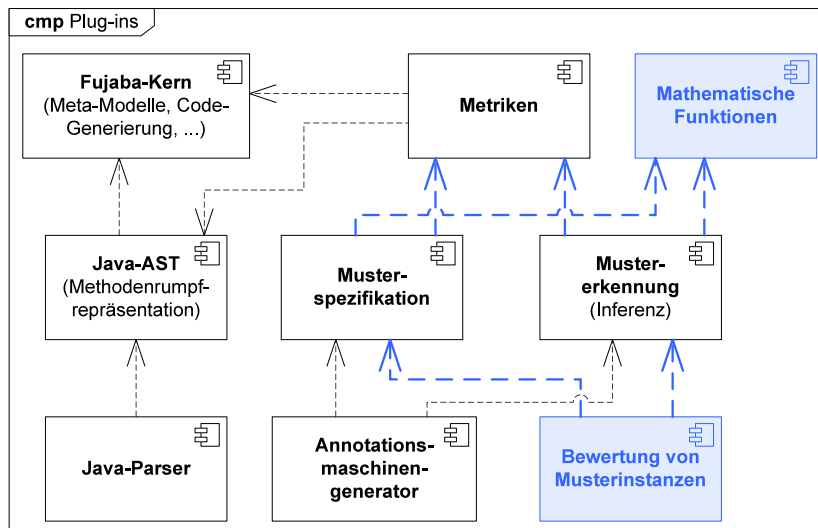 cmp Plug-ins
Fujaba-Kern
(Meta-Modelle, Code-
Generierung, ...)
Metriken
Mathematische
Funktionen
Java-AST
(Methodenrumpf-
repräsentation)
Muster-
spezifikation
Muster-
erkennung
(Inferenz)
Java-Parser
Annotations-
maschinen-
generator
Bewertung von
Musterinstanzen